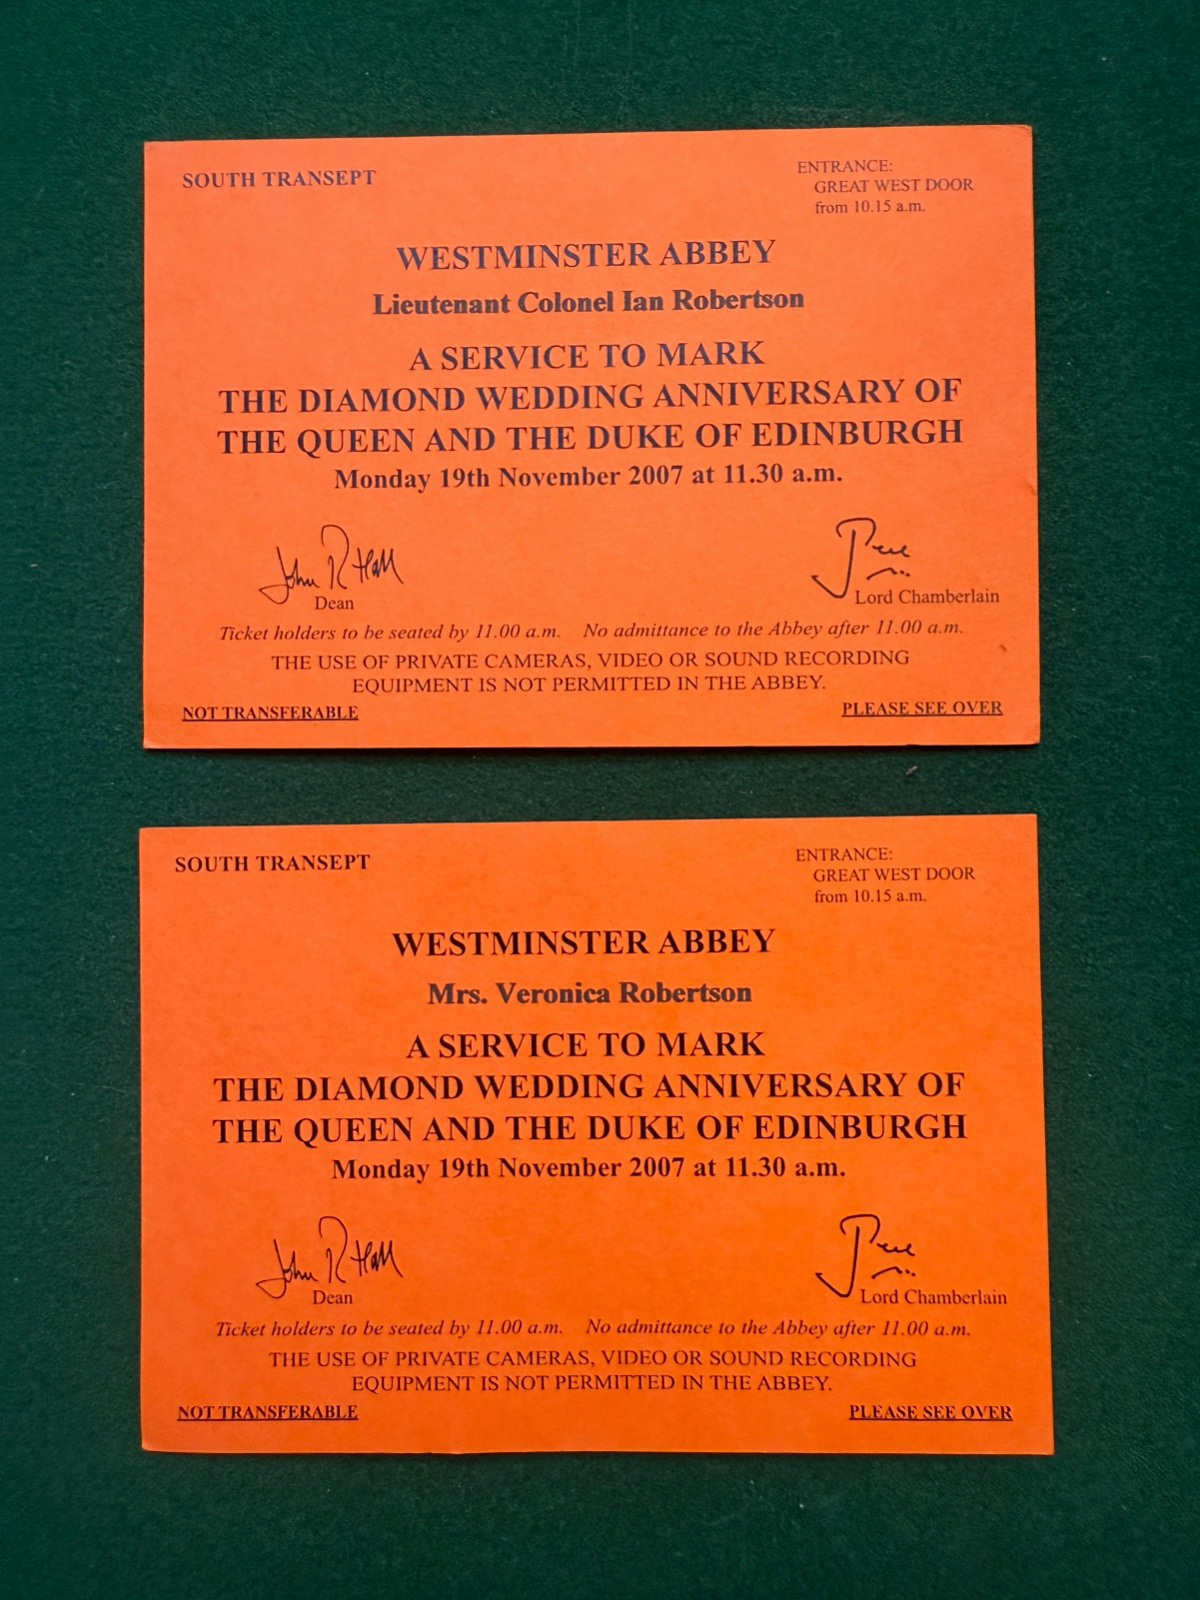 SOUTH TRANSEPT
ENTRANCE:
GREAT WEST DOOR
from 10.15 a.m.
WESTMINSTER ABBEY
Lieutenant Colonel Ian Robertson
A SERVICE TO MARK
THE DIAMOND WEDDING ANNIVERSARY OF
THE QUEEN AND THE DUKE OF EDINBURGH
Monday 19th November 2007 at 11.30 a.m.
John R Hall
Dean
Lord Chamberlain
Ticket holders to be seated by 11.00 a.m. No admittance to the Abbey after 11.00 a.m.
THE USE OF PRIVATE CAMERAS, VIDEO OR SOUND RECORDING
EQUIPMENT IS NOT PERMITTED IN THE ABBEY.
NOT TRANSFERABLE
PLEASE SEE OVER
SOUTH TRANSEPT
ENTRANCE:
GREAT WEST DOOR
from 10.15 a.m.
WESTMINSTER ABBEY
Mrs. Veronica Robertson
A SERVICE TO MARK
THE DIAMOND WEDDING ANNIVERSARY OF
THE QUEEN AND THE DUKE OF EDINBURGH
Monday 19th November 2007 at 11.30 a.m.
John R Hall
Dean
Lord Chamberlain
Ticket holders to be seated by 11.00 a.m. No admittance to the Abbey after 11.00 a.m.
THE USE OF PRIVATE CAMERAS, VIDEO OR SOUND RECORDING
EQUIPMENT IS NOT PERMITTED IN THE ABBEY.
NOT TRANSFERABLE
PLEASE SEE OVER